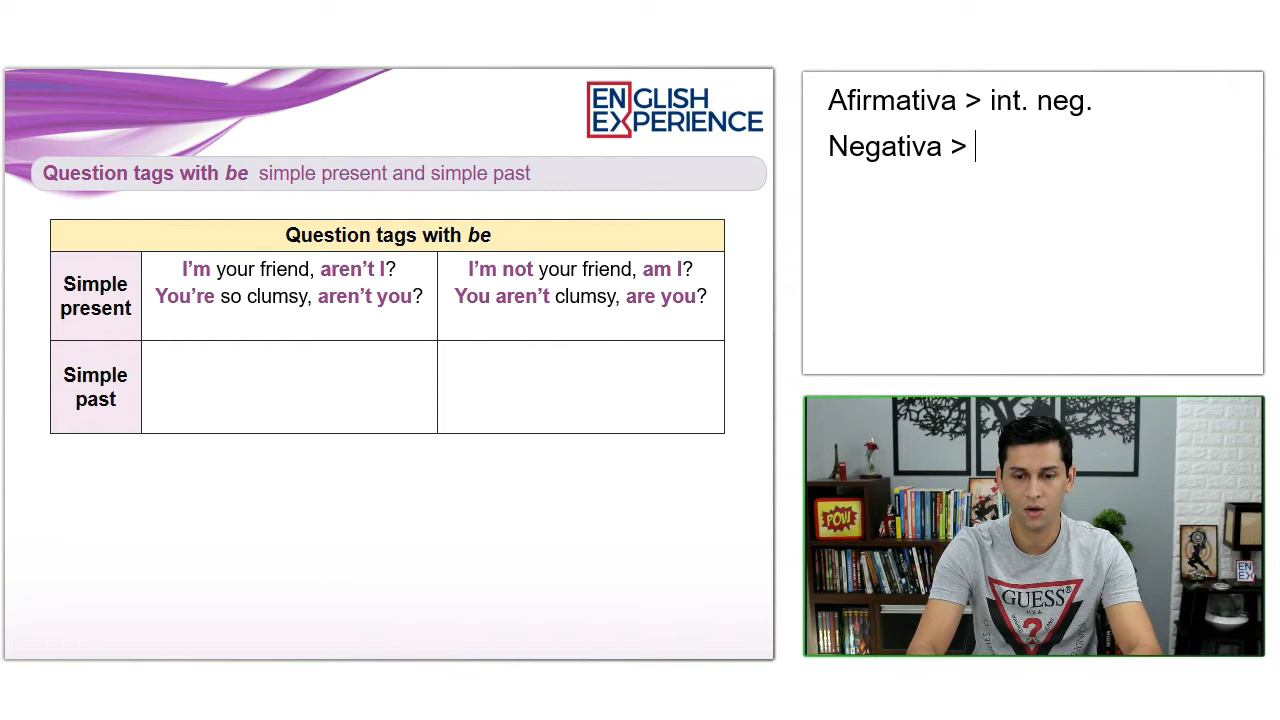 ENGLISH
EXPERIENCE
Question tags with be simple present and simple past
Question tags with be
Simple
present
I'm your friend, aren't I?
You're so clumsy, aren't you?
I'm not your friend, am I?
You aren't clumsy, are you?
Simple
past
Afirmativa > int. neg.
Negativa >
POW
GUESS
U.S.A.
?
EN
EX